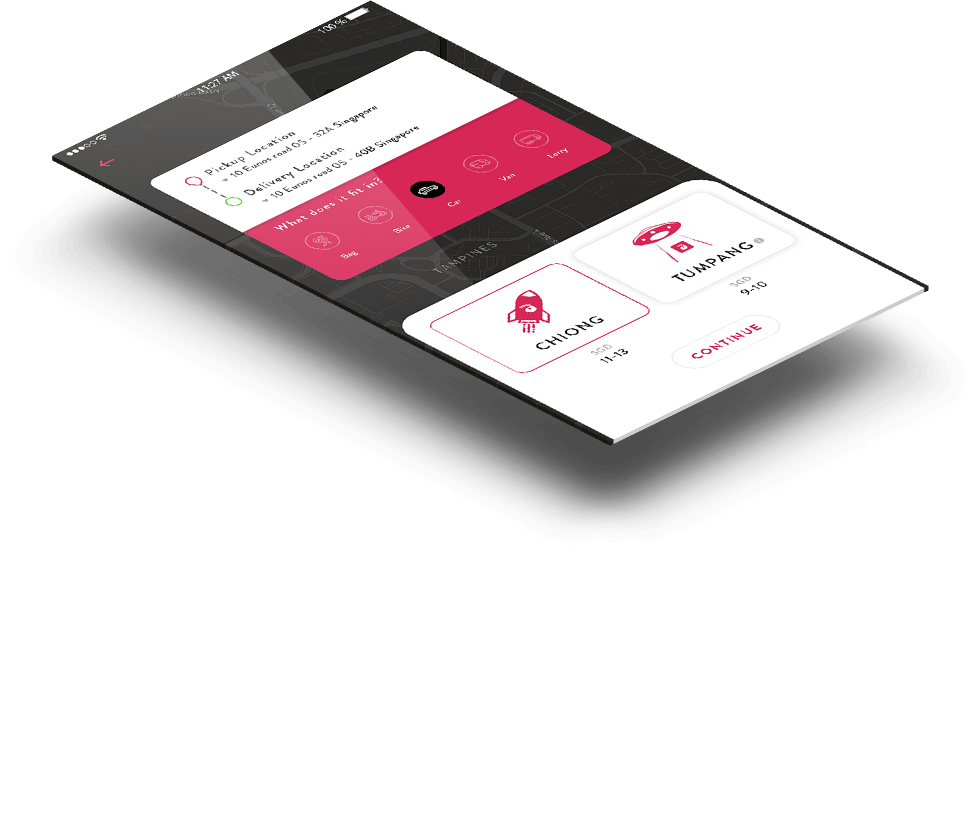 100 %
11:27 AM
Pickup Location
10 Eunos road 05 - 32A Singapore
Delivery Location
10 Eunos road 05 - 40B Singapore
What does it fit in?
Bag
Bike
Car
Van
Lorry
TAMPINES
CHIONG
SGD
11-13
TUMPANG
SGD
9-10
CONTINUE